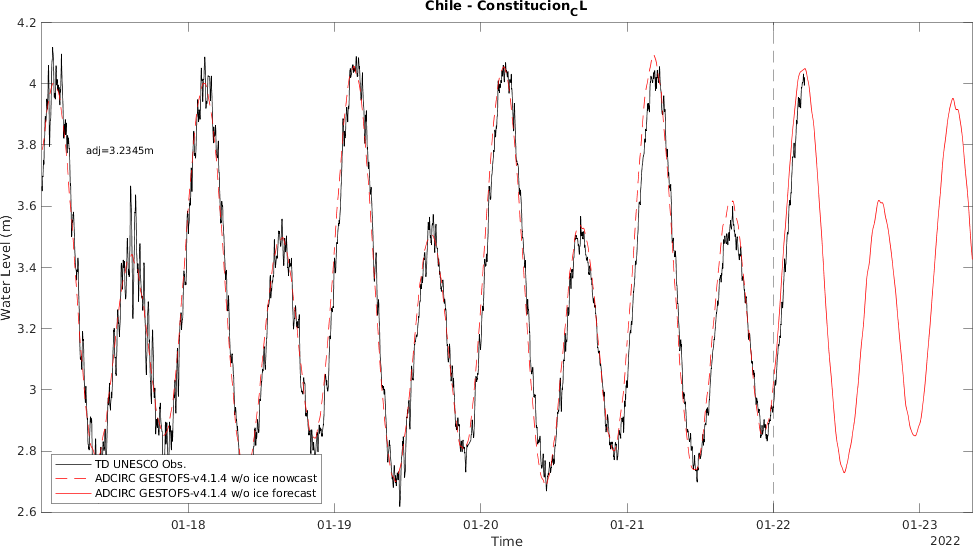 Chile - Constitucion_CL
4.2
4
3.8
3.6
3.4
3.2
3
2.8
2.6
Water Level (m)
adj=3.2345m
TD UNESCO Obs.
ADCIRC GESTOFS-v4.1.4 w/o ice nowcast
ADCIRC GESTOFS-v4.1.4 w/o ice forecast
01-18 01-19 01-20 01-21 01-22 01-23
Time
2022